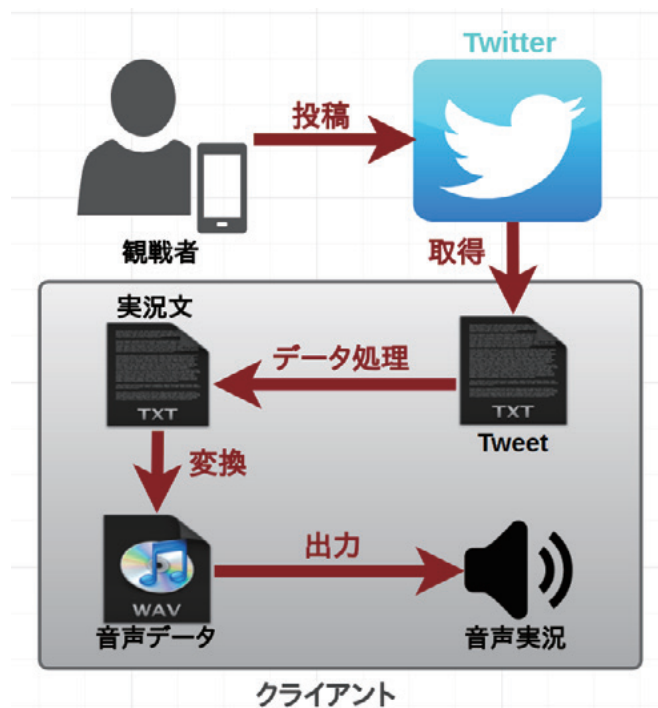 Twitter
投稿
観戦者
取得
実況文
データ処理
TXT
TXT
Tweet
変換
出力
WAV
音声データ
音声実況
クライアント